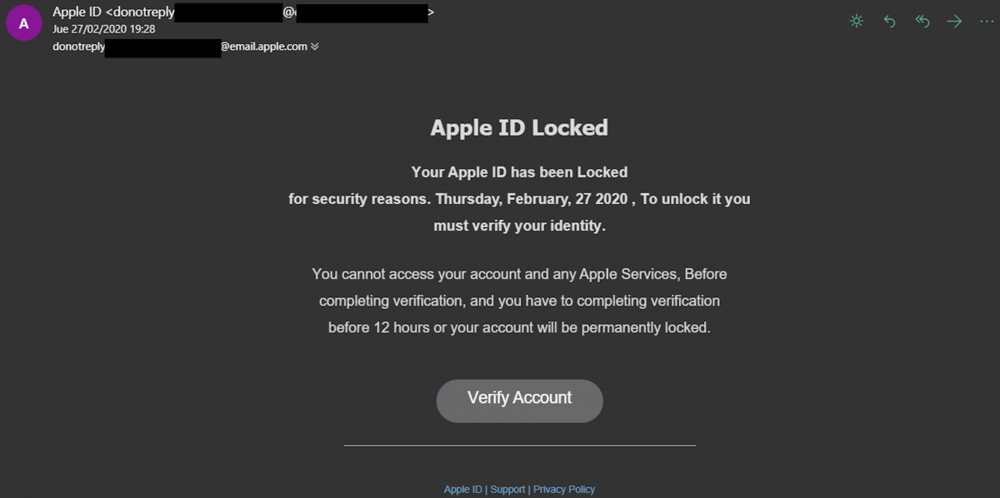 A
Apple ID <donotreply @ >
Jue 27/02/2020 19:28
donotreply @email.apple.com
Apple ID Locked
Your Apple ID has been Locked
for security reasons. Thursday, February, 27 2020 , To unlock it you
must verify your identity.
You cannot access your account and any Apple Services, Before
completing verification, and you have to completing verification
before 12 hours or your account will be permanently locked.
Verify Account
Apple ID | Support | Privacy Policy